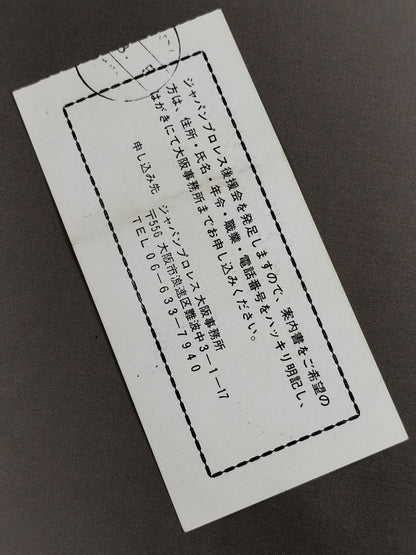 ジャパンプロレス後援会を発足しますので、案内書をご希望の
方は、住所・氏名・年令・職業・電話番号をハッキリ明記し、
はがきにて大阪事務所までお申し込みください。
申し込み先 ジャパンプロレス 大阪事務所
〒556 大阪市浪速区難波中3-1-17
TEL 06-633-7940